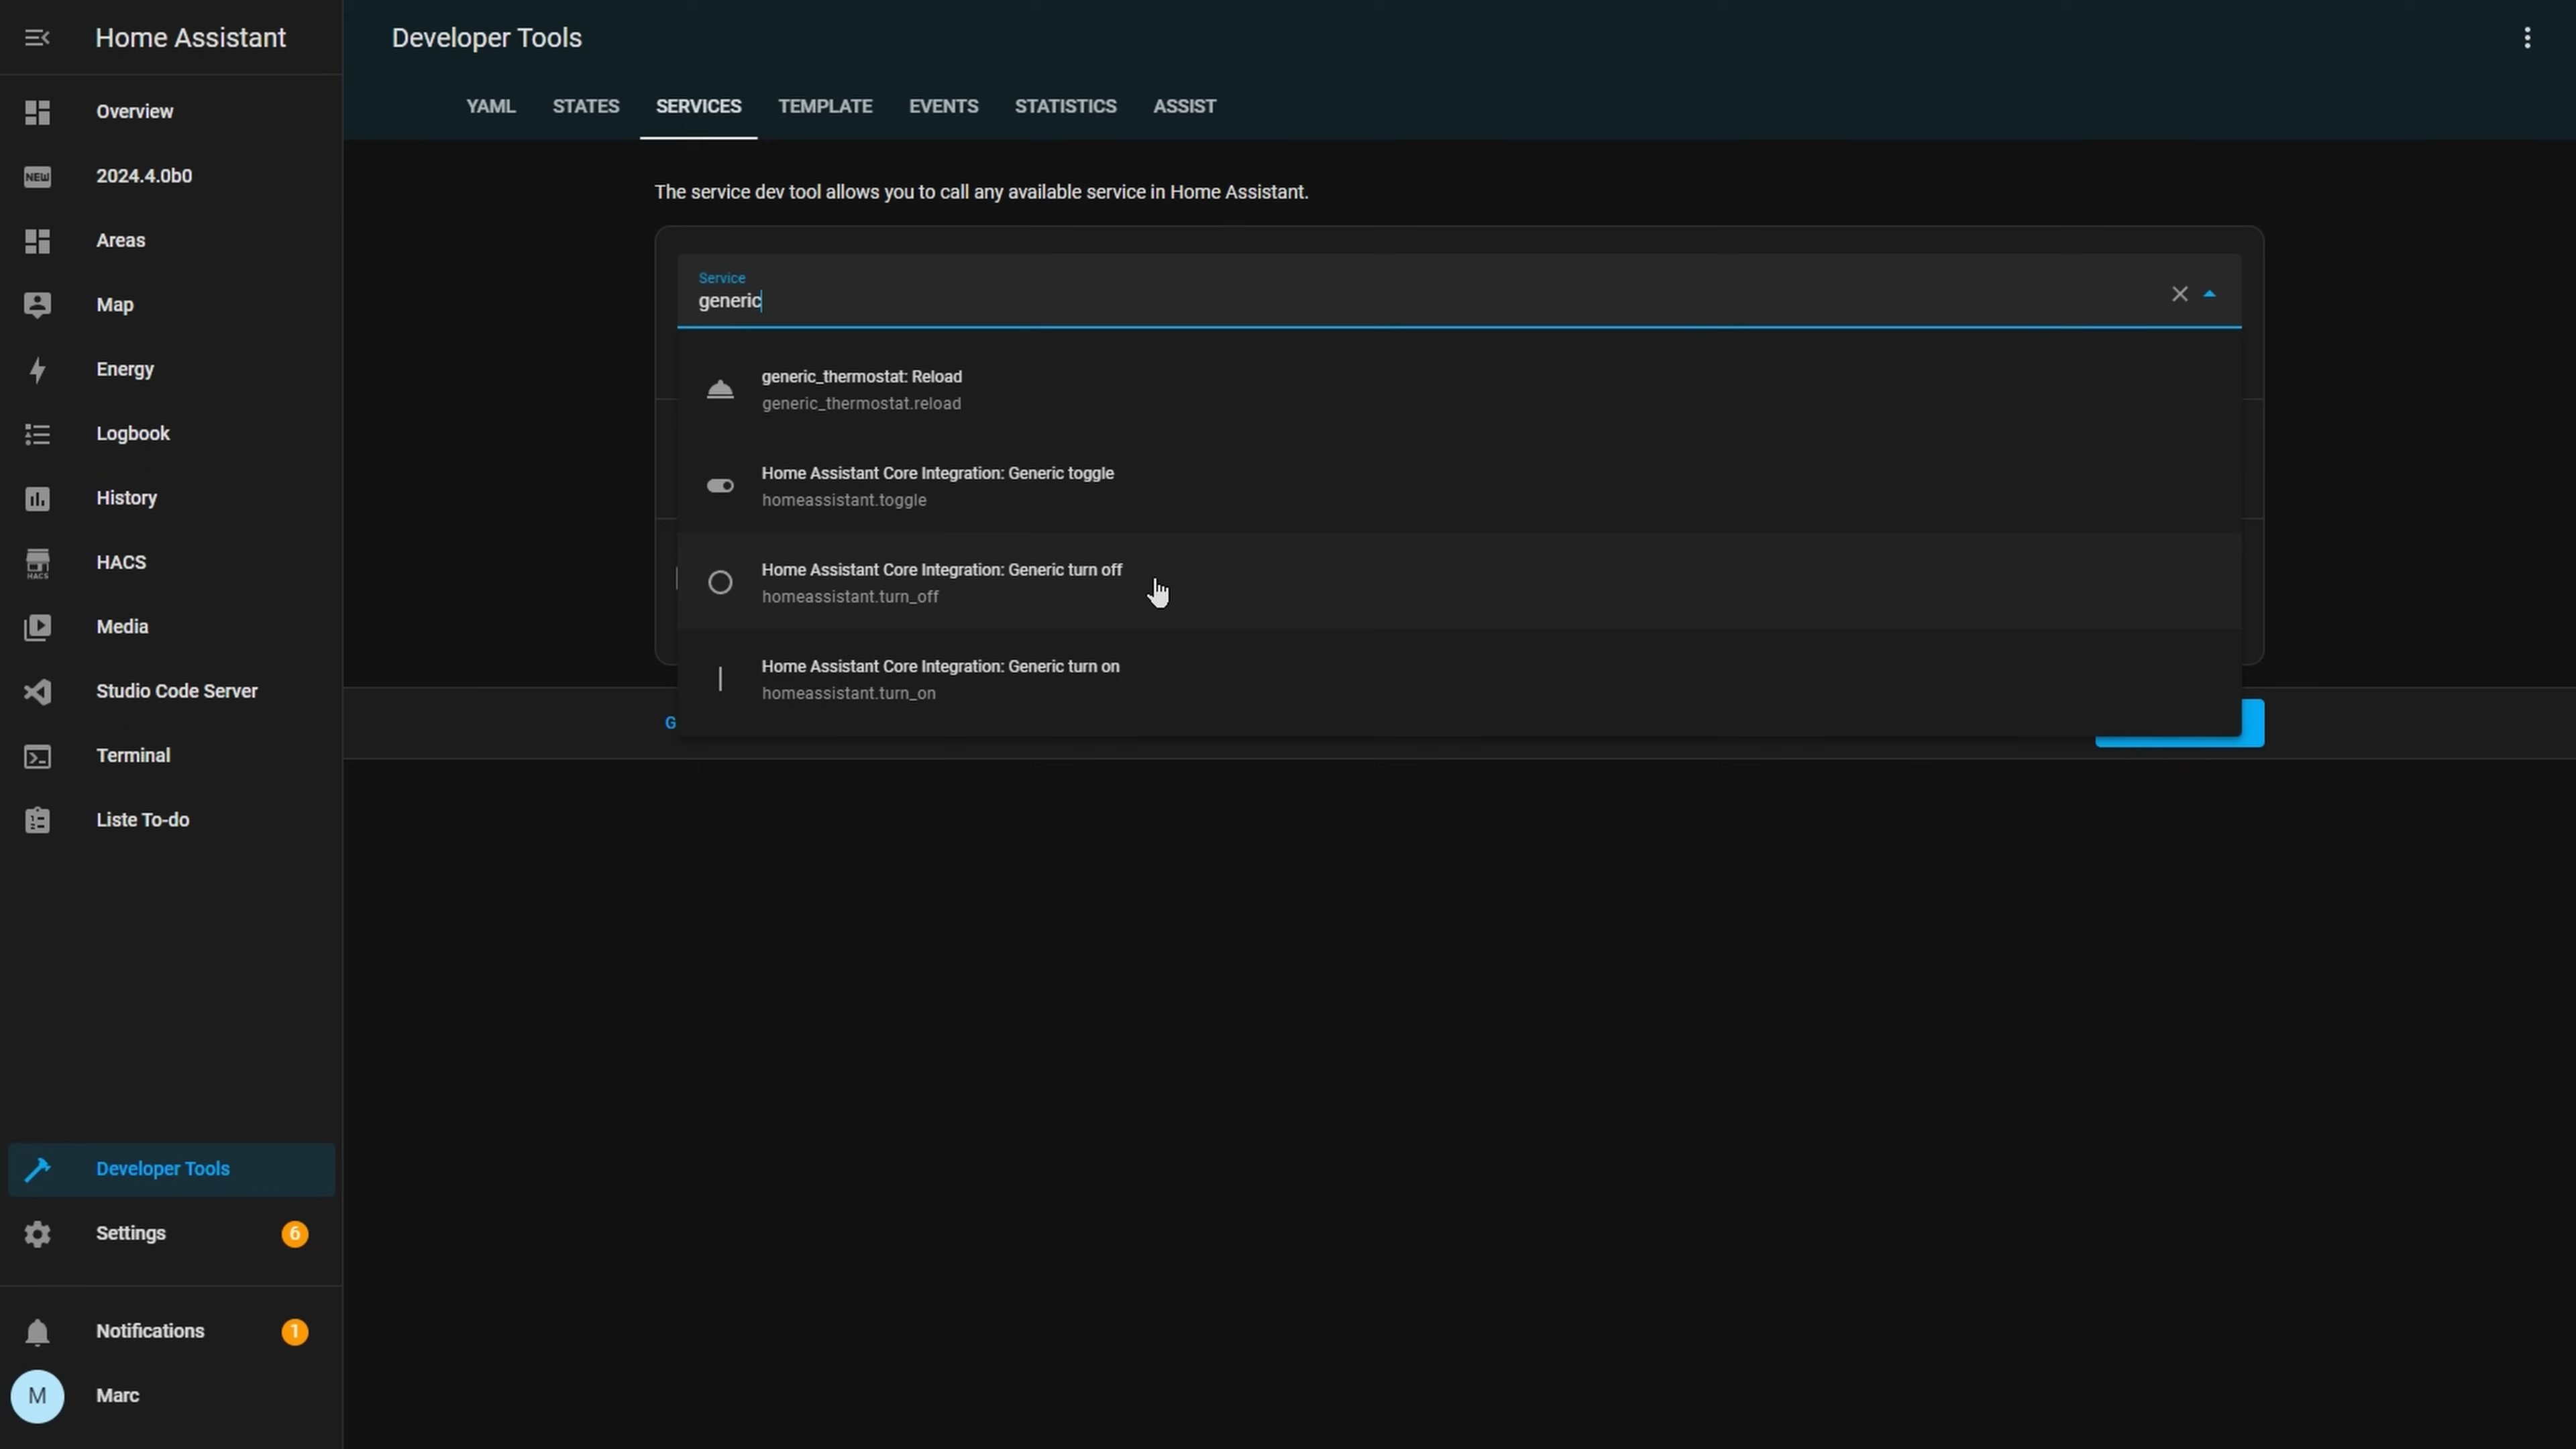 Home Assistant
Overview
NEW
2024.4.0b0
Areas
Map
Energy
Logbook
History
HACS
HACS
Media
Studio Code Server
Terminal
Liste To-do
Developer Tools
Settings
6
Notifications
1
M
Marc
Developer Tools
YAML STATES SERVICES TEMPLATE EVENTS STATISTICS ASSIST
The service dev tool allows you to call any available service in Home Assistant.
Service
generic
generic_thermostat: Reload
generic_thermostat.reload
Home Assistant Core Integration: Generic toggle
homeassistant.toggle
Home Assistant Core Integration: Generic turn off
homeassistant.turn_off
Home Assistant Core Integration: Generic turn on
homeassistant.turn_on
G